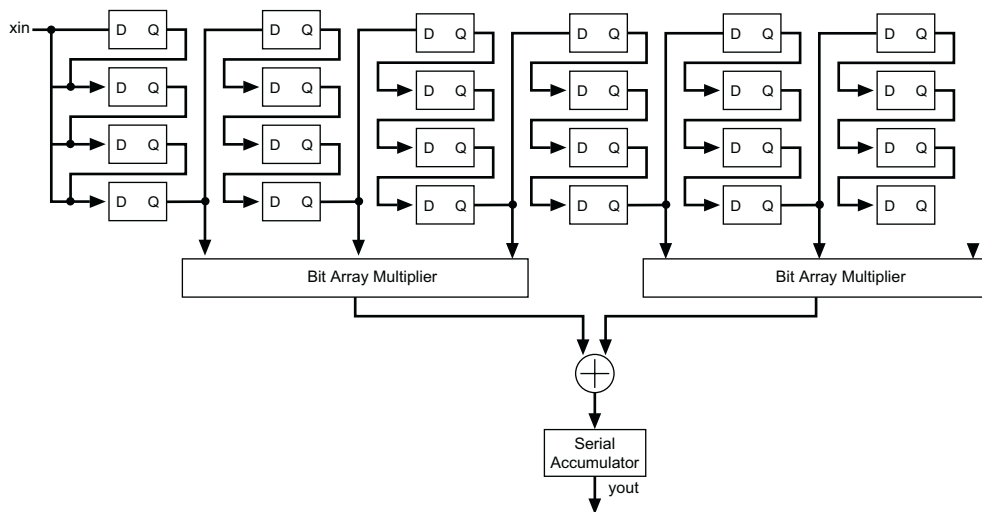 xin
D Q D Q D Q D Q D Q D Q
D Q D Q D Q D Q D Q D Q
D Q D Q D Q D Q D Q D Q
D Q D Q D Q D Q D Q D Q
Bit Array Multiplier
Bit Array Multiplier
Serial
Accumulator
yout